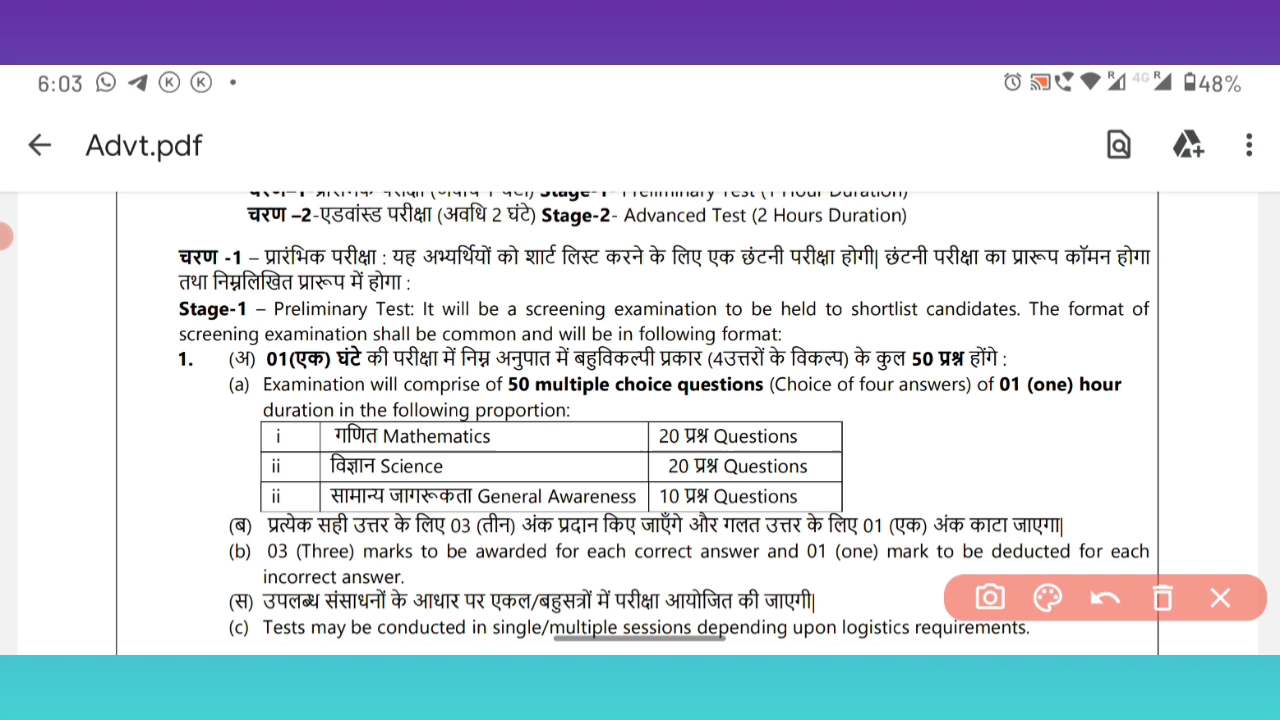 6:03
4G 48%
Advt.pdf
चरण –2-एडवांस्ड परीक्षा (अवधि 2 घंटे) Stage-2- Advanced Test (2 Hours Duration)
चरण -1 – प्रारंभिक परीक्षा : यह अभ्यर्थियों को शार्ट लिस्ट करने के लिए एक छंटनी परीक्षा होगी| छंटनी परीक्षा का प्रारूप कॉमन होगा
तथा निम्नलिखित प्रारूप में होगा :
Stage-1 – Preliminary Test: It will be a screening examination to be held to shortlist candidates. The format of
screening examination shall be common and will be in following format:
1. (अ) 01(एक) घंटे की परीक्षा में निम्न अनुपात में बहुविकल्पी प्रकार (4उत्तरों के विकल्प) के कुल 50 प्रश्न होंगे :
(a) Examination will comprise of 50 multiple choice questions (Choice of four answers) of 01 (one) hour
duration in the following proportion:
i गणित Mathematics 20 प्रश्न Questions
ii विज्ञान Science 20 प्रश्न Questions
ii सामान्य जागरूकता General Awareness 10 प्रश्न Questions
(ब) प्रत्येक सही उत्तर के लिए 03 (तीन) अंक प्रदान किए जाएँगे और गलत उत्तर के लिए 01 (एक) अंक काटा जाएगा|
(b) 03 (Three) marks to be awarded for each correct answer and 01 (one) mark to be deducted for each
incorrect answer.
(स) उपलब्ध संसाधनों के आधार पर एकल/बहुसत्रों में परीक्षा आयोजित की जाएगी|
(c) Tests may be conducted in single/multiple sessions depending upon logistics requirements.